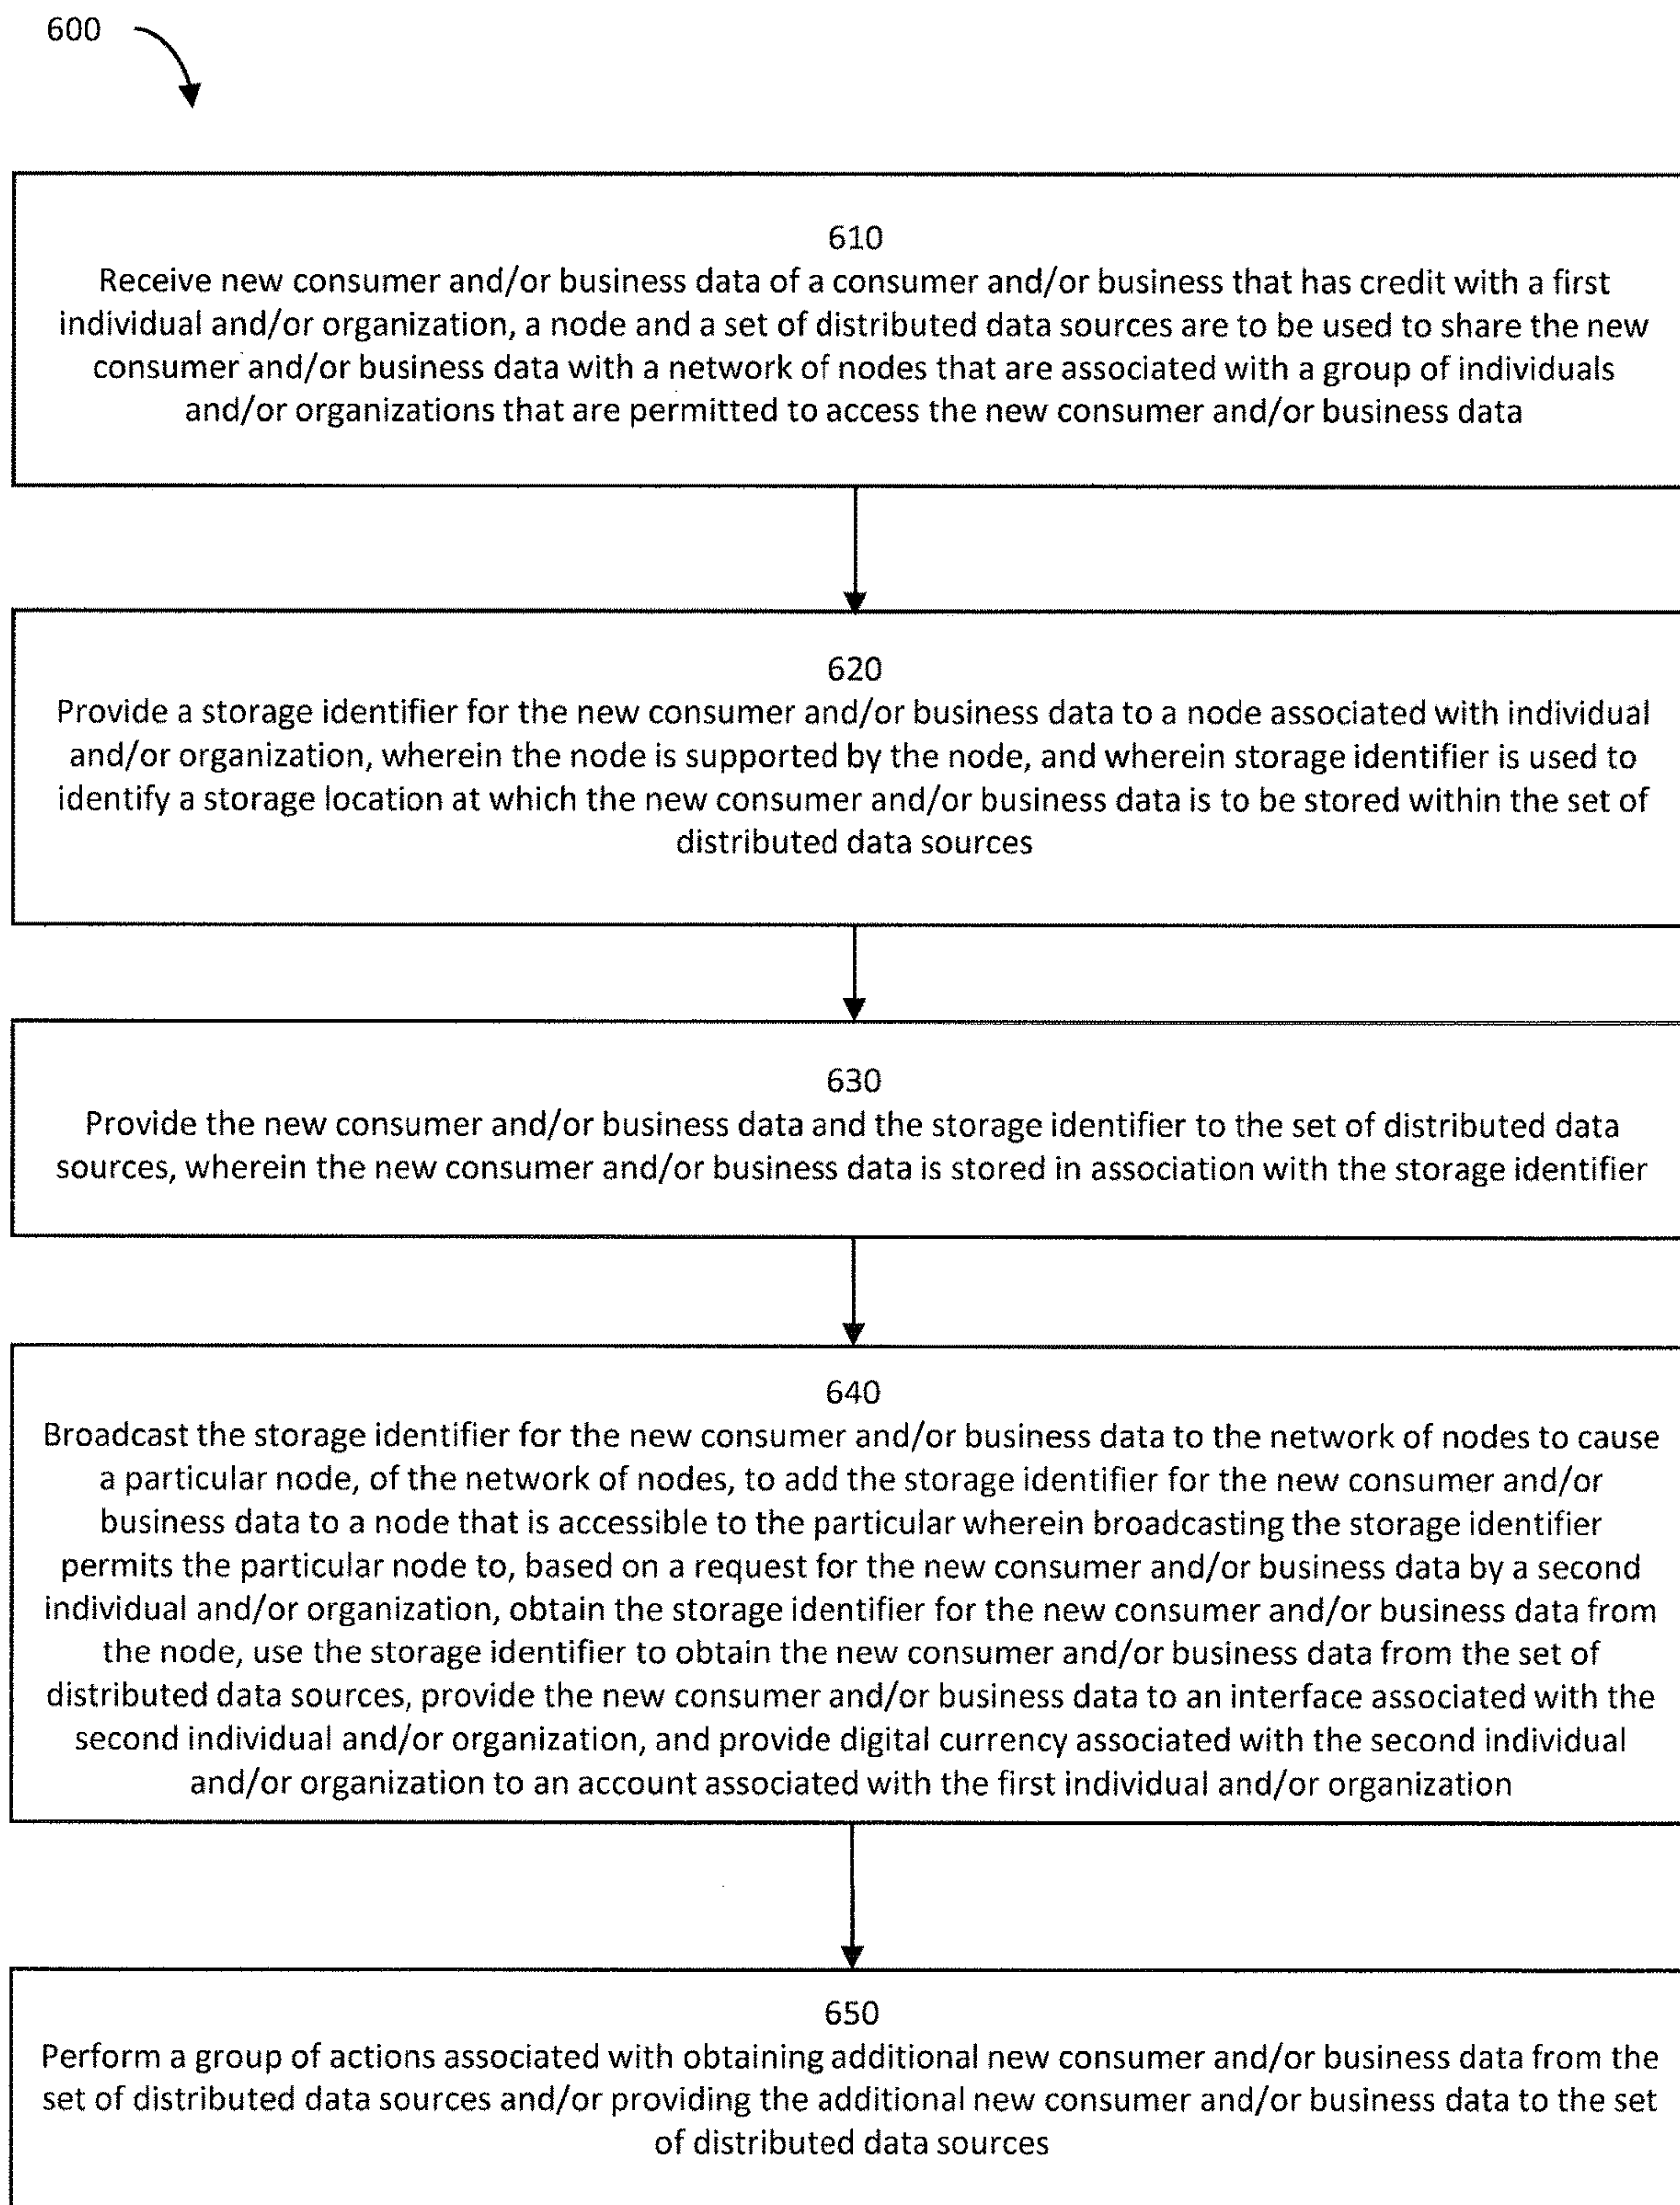 600
610
Receive new consumer and/or business data of a consumer and/or business that has credit with a first
individual and/or organization, a node and a set of distributed data sources are to be used to share the new
consumer and/or business data with a network of nodes that are associated with a group of individuals
and/or organizations that are permitted to access the new consumer and/or business data
620
Provide a storage identifier for the new consumer and/or business data to a node associated with individual
and/or organization, wherein the node is supported by the node, and wherein storage identifier is used to
identify a storage location at which the new consumer and/or business data is to be stored within the set of
distributed data sources
630
Provide the new consumer and/or business data and the storage identifier to the set of distributed data
sources, wherein the new consumer and/or business data is stored in association with the storage identifier
640
Broadcast the storage identifier for the new consumer and/or business data to the network of nodes to cause
a particular node, of the network of nodes, to add the storage identifier for the new consumer and/or
business data to a node that is accessible to the particular wherein broadcasting the storage identifier
permits the particular node to, based on a request for the new consumer and/or business data by a second
individual and/or organization, obtain the storage identifier for the new consumer and/or business data from
the node, use the storage identifier to obtain the new consumer and/or business data from the set of
distributed data sources, provide the new consumer and/or business data to an interface associated with the
second individual and/or organization, and provide digital currency associated with the second individual
and/or organization to an account associated with the first individual and/or organization
650
Perform a group of actions associated with obtaining additional new consumer and/or business data from the
set of distributed data sources and/or providing the additional new consumer and/or business data to the set
of distributed data sources